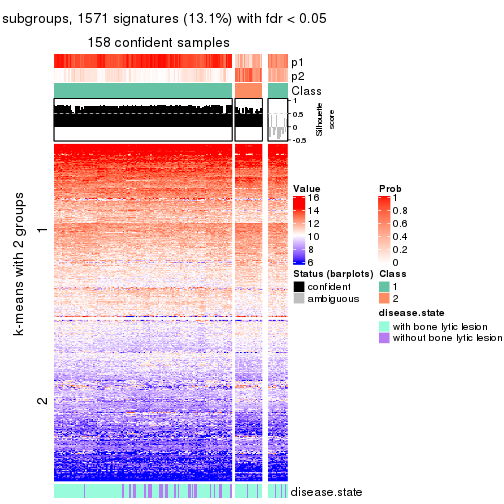 subgroups, 1571 signatures (13.1%) with fdr < 0.05
158 confident samples
p1
p2
Class
1
0.5
0
-0.5
Silhouette
score
k-means with 2 groups
1
2
disease.state
Value
16
14
12
10
8
6
Prob
1
0.8
0.6
0.4
0.2
0
Status (barplots)
confident
ambiguous
Class
1
2
disease.state
with bone lytic lesion
without bone lytic lesion